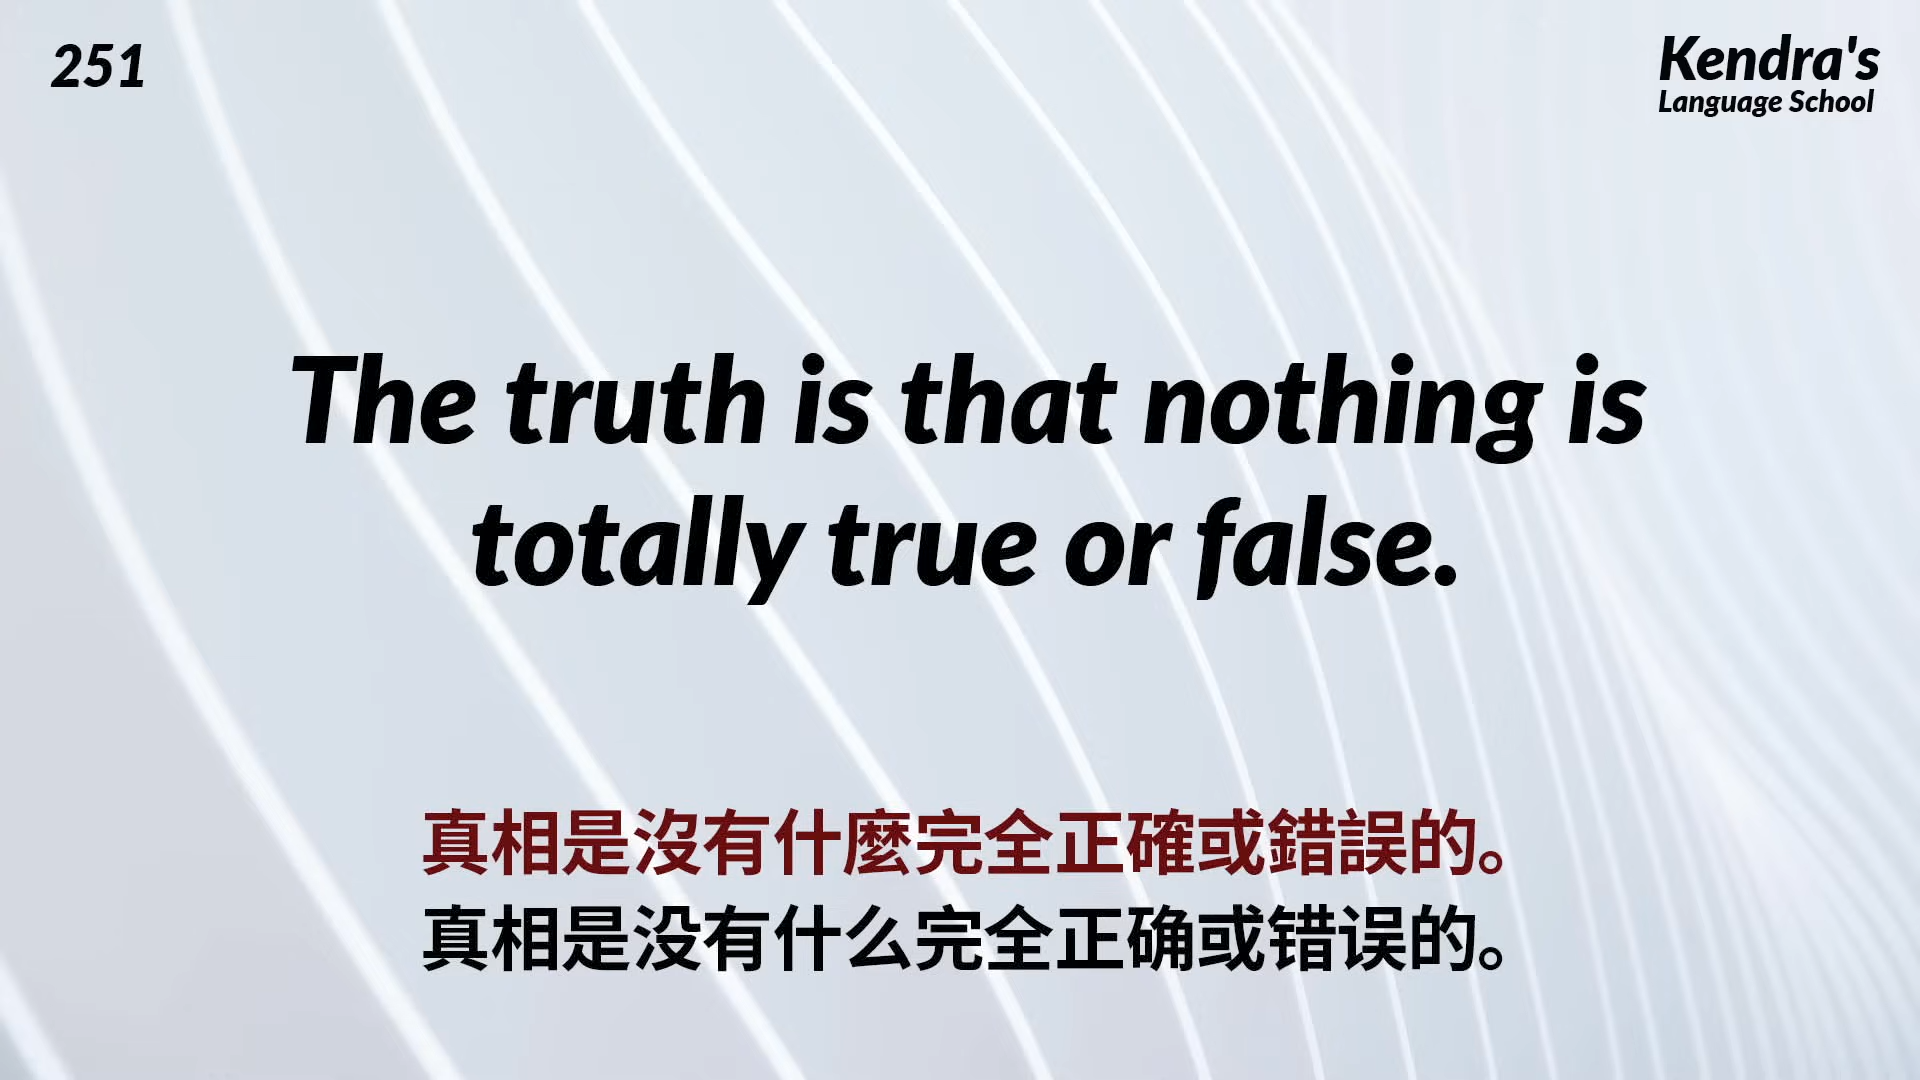 251
Kendra's
Language School
The truth is that nothing is
totally true or false.
真相是沒有什麼完全正確或錯誤的。
真相是没有什么完全正确或错误的。